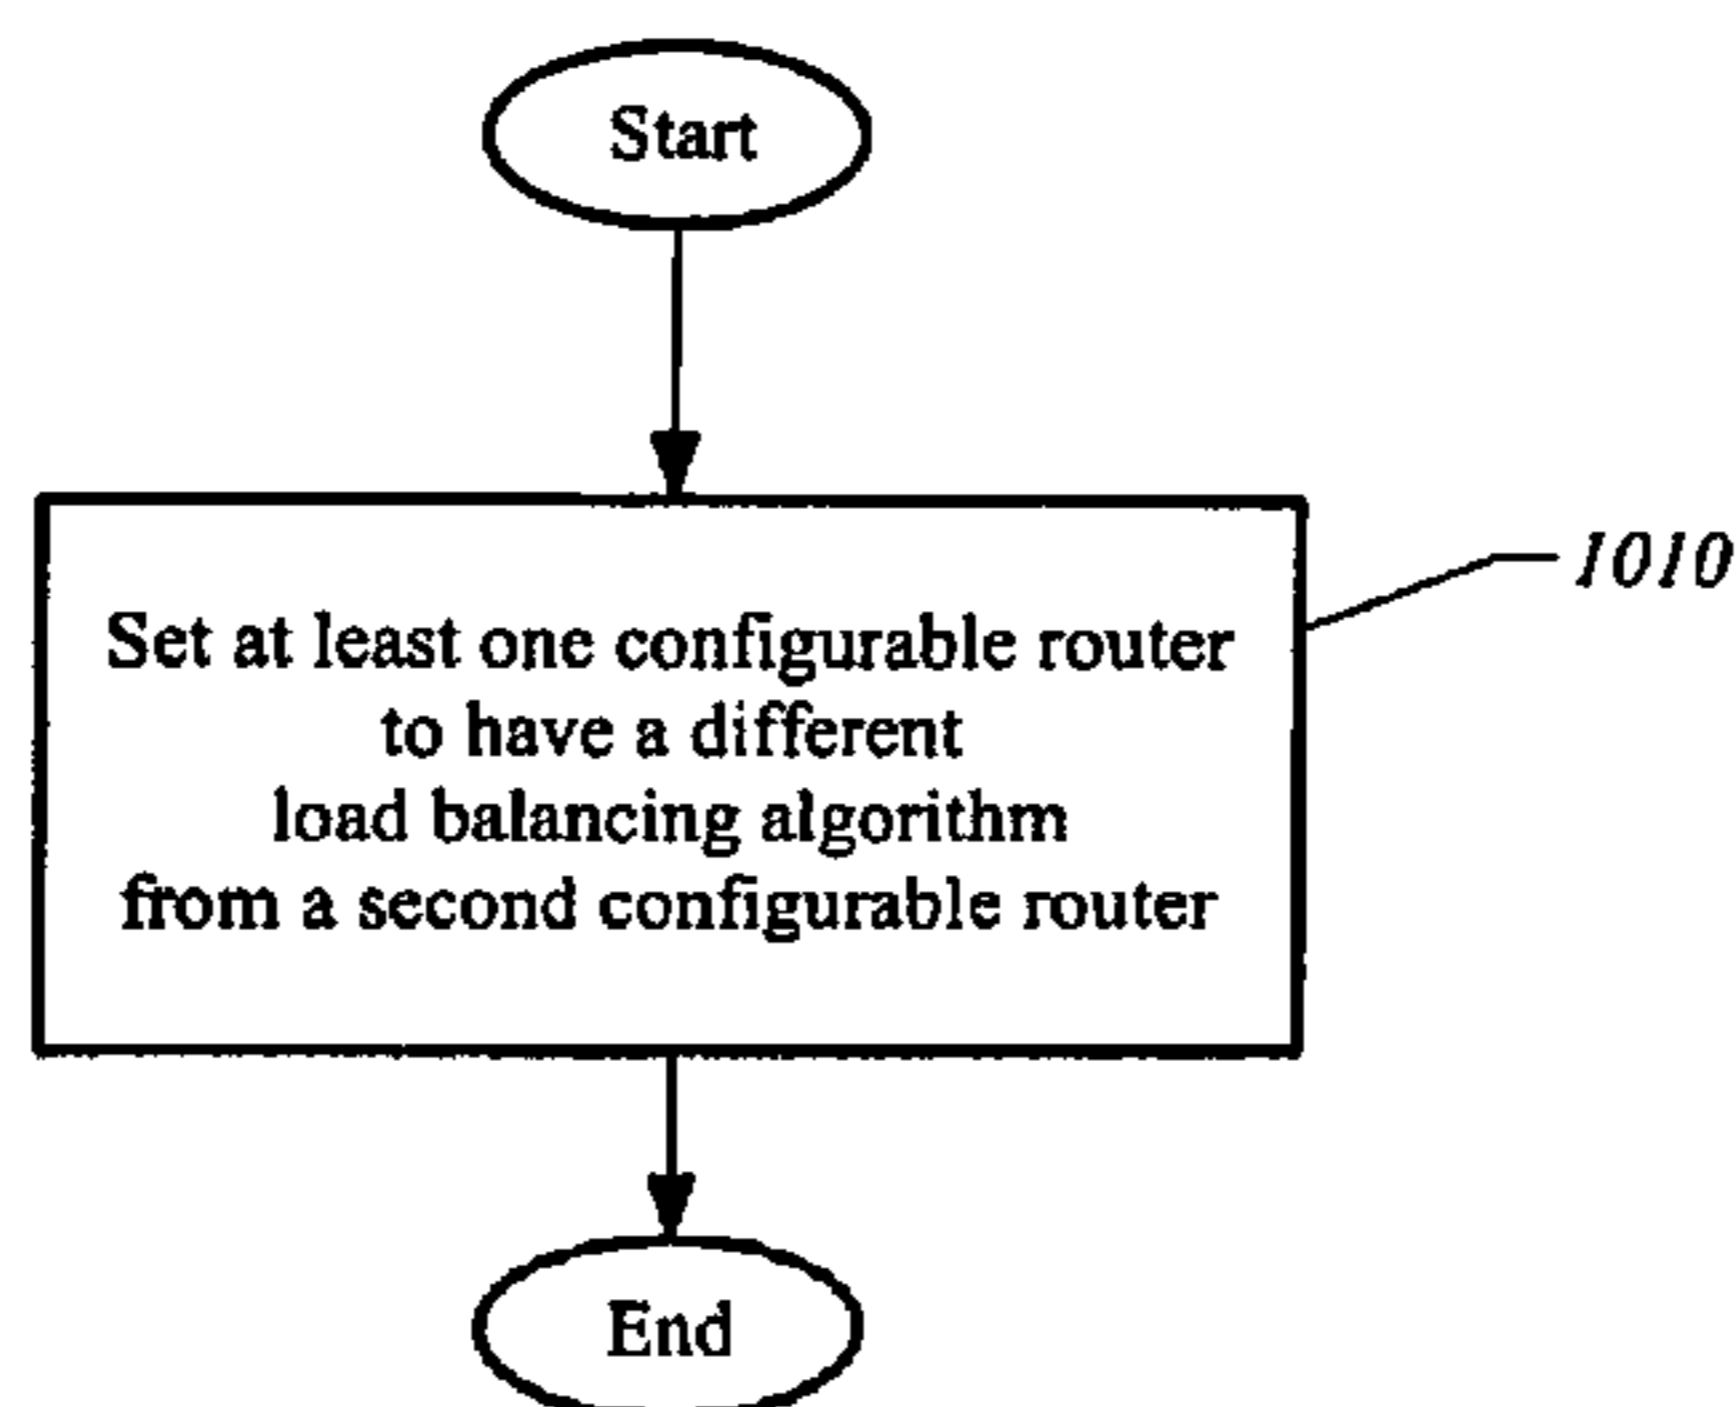 Start
1010
Set at least one configurable router
to have a different
load balancing algorithm
from a second configurable router
End